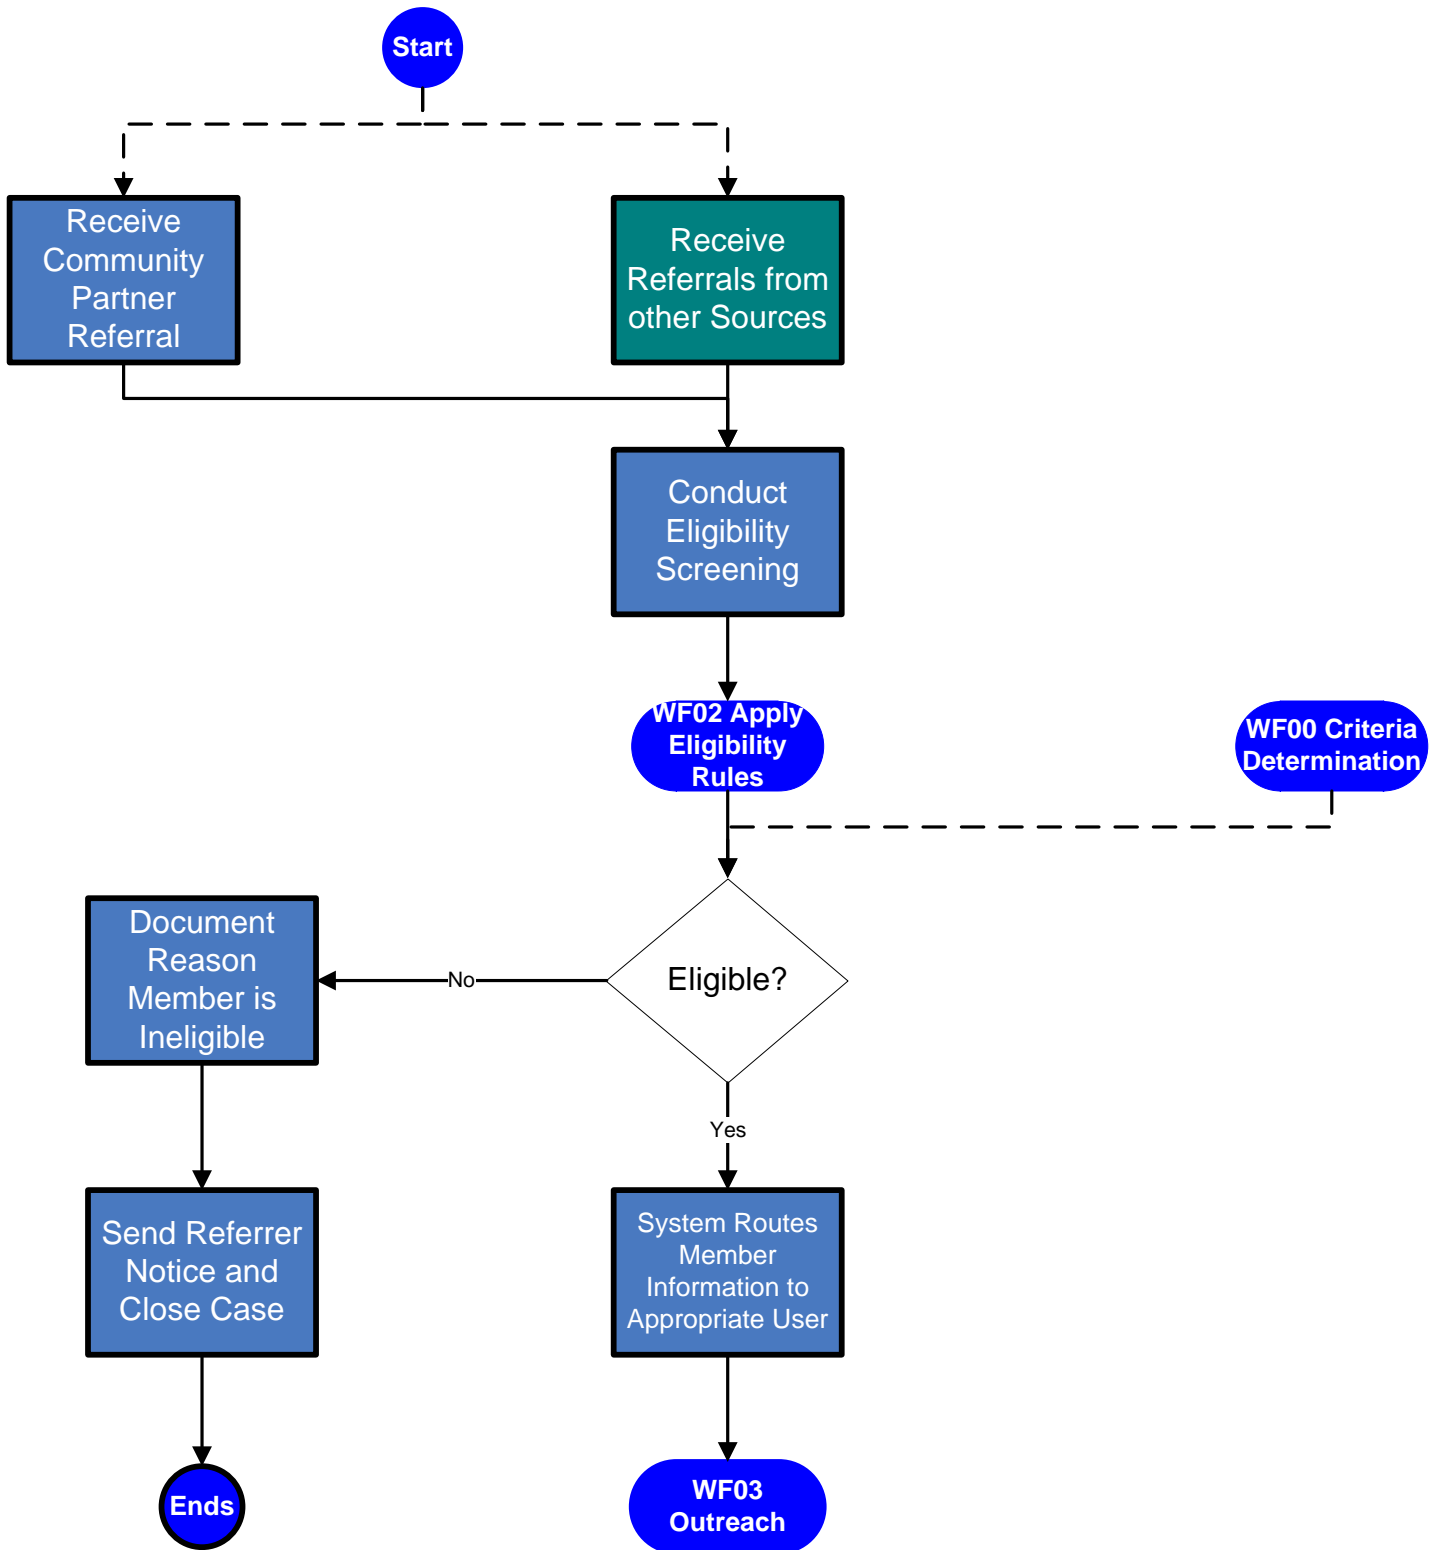 Start
Receive
Community
Partner
Referral
Receive
Referrals from
other Sources
Conduct
Eligibility
Screening
WF02 Apply
Eligibility
Rules
WF00 Criteria
Determination
Document
Reason
Member is
Ineligible
No
Eligible?
Yes
Send Referrer
Notice and
Close Case
System Routes
Member
Information to
Appropriate User
Ends
WF03
Outreach